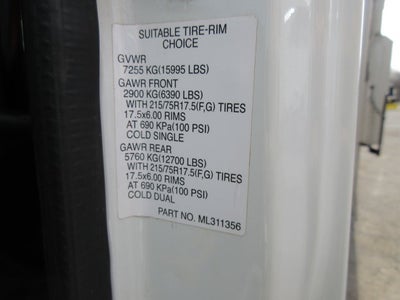 SUITABLE TIRE-RIM
CHOICE
GVWR
7255 KG(15995 LBS)
GAWR FRONT
2900 KG(6390 LBS)
WITH 215/75R17.5(F,G) TIRES
17.5x6.00 RIMS
AT 690 KPa(100 PSI)
COLD SINGLE
GAWR REAR
5760 KG(12700 LBS)
WITH 215/75R17.5(F,G) TIRES
17.5x6.00 RIMS
AT 690 KPa(100 PSI)
COLD DUAL
PART NO. ML311356